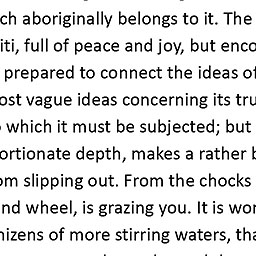 ch aboriginally belongs to it. The
iti, full of peace and joy, but enco
prepared to connect the ideas of
ost vague ideas concerning its tru
which it must be subjected; but
ortionate depth, makes a rather b
om slipping out. From the chocks
nd wheel, is grazing you. It is wor
nizens of more stirring waters, tha